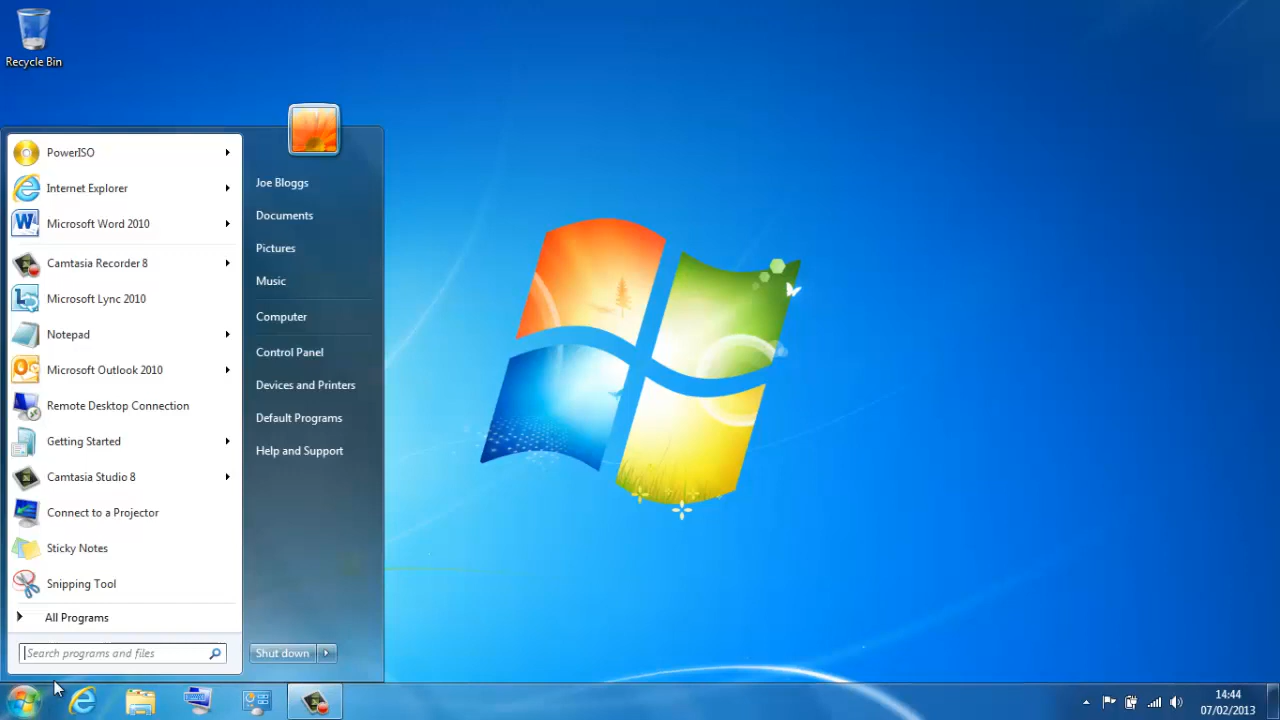 Recycle Bin
PowerISO
Internet Explorer
Microsoft Word 2010
Camtasia Recorder 8
Microsoft Lync 2010
Notepad
Microsoft Outlook 2010
Remote Desktop Connection
Getting Started
Camtasia Studio 8
Connect to a Projector
Sticky Notes
Snipping Tool
All Programs
Search programs and files
Joe Bloggs
Documents
Pictures
Music
Computer
Control Panel
Devices and Printers
Default Programs
Help and Support
Shut down
14:44
07/02/2013